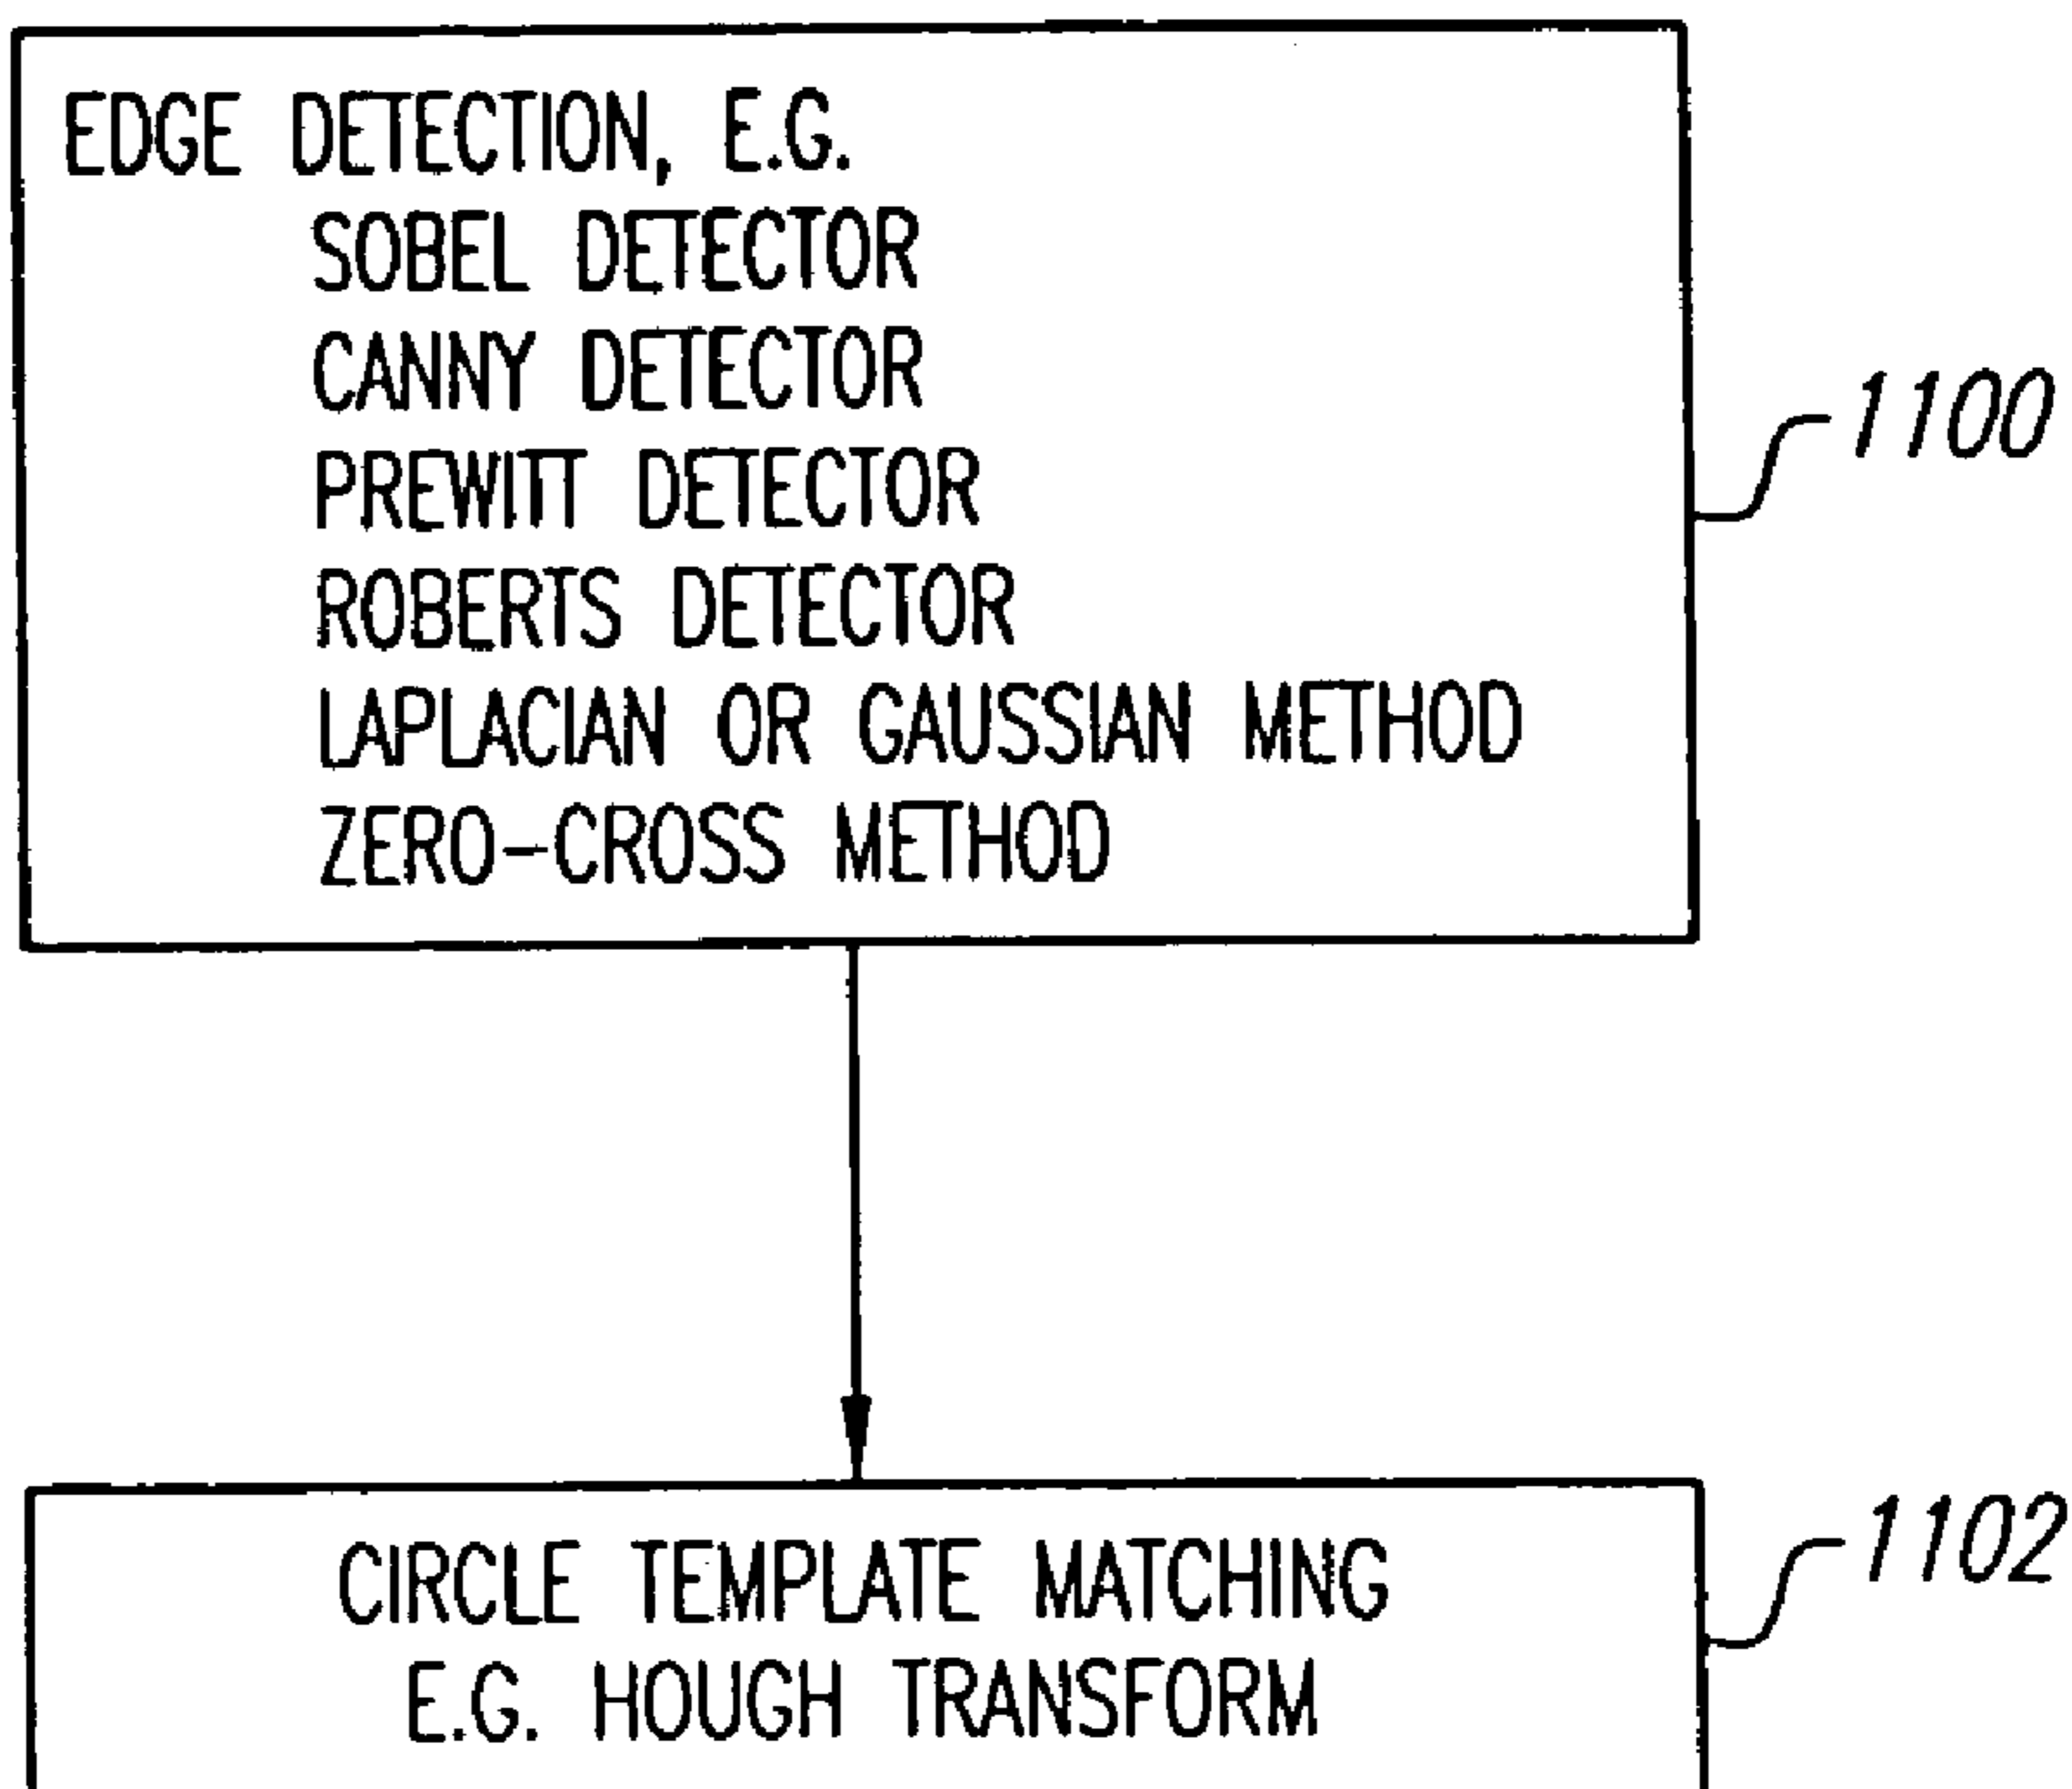 EDGE DETECTION, E.G.
SOBEL DETECTOR
CANNY DETECTOR
PREWITT DETECTOR
ROBERTS DETECTOR
LAPLACIAN OR GAUSSIAN METHOD
ZERO-CROSS METHOD
1100
CIRCLE TEMPLATE MATCHING
E.G. HOUGH TRANSFORM
1102